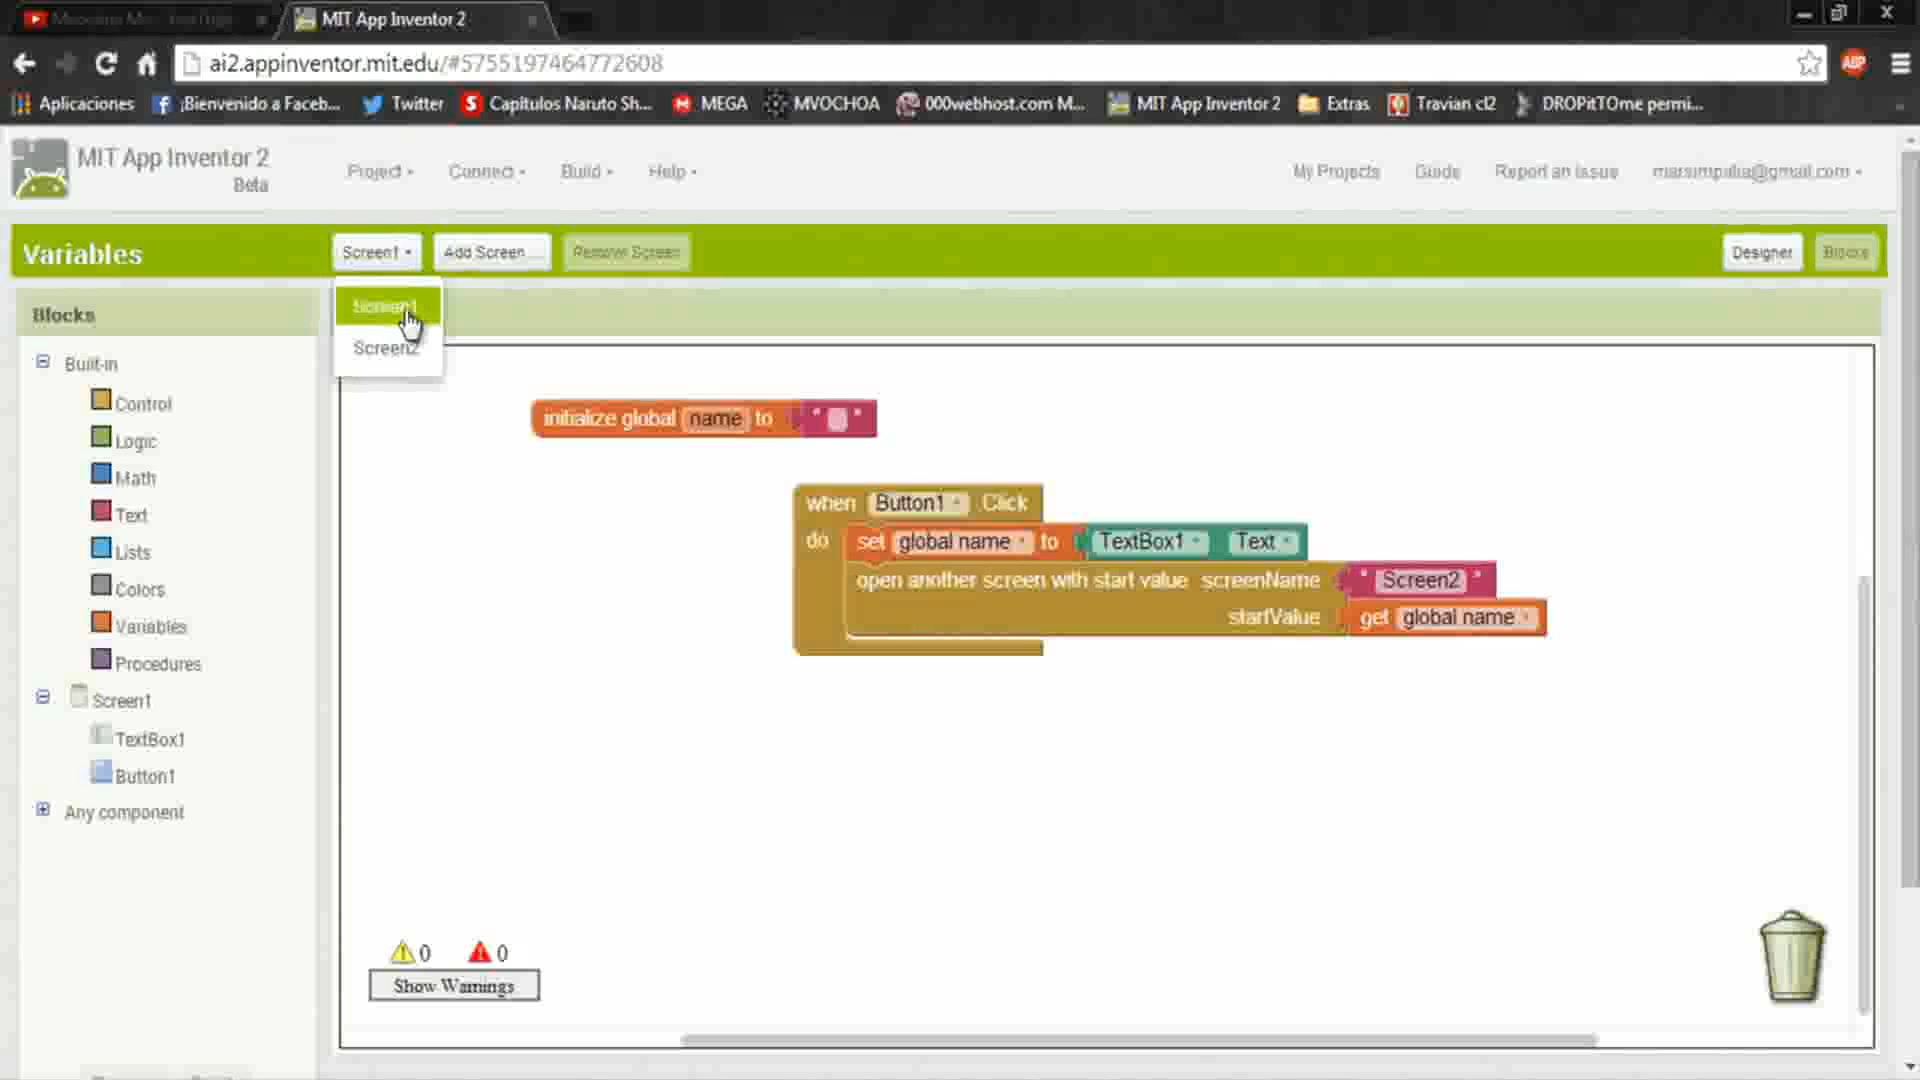 MIT App Inventor 2
ai2.appinventor.mit.edu/#5755197464772608
ABP
Aplicaciones
¡Bienvenido a Faceb...
Twitter
Capítulos Naruto Sh...
MEGA
MVOCHOA
000webhost.com M...
MIT App Inventor 2
Extras
Travian cl2
DROPitTOme permi...
MIT App Inventor 2
Beta
Project
Connect
Build
Help
My Projects
Guide
Report an Issue
Variables
Screen1
Add Screen ...
Remove Screen
Designer
Blocks
Screen1
Screen2
Blocks
Built-in
Control
Logic
Math
Text
Lists
Colors
Variables
Procedures
Screen1
TextBox1
Button1
Any component
initialize global name to " "
when Button1 .Click
do set global name to TextBox1 . Text
open another screen with start value screenName " Screen2 "
startValue get global name
0 0
Show Warnings